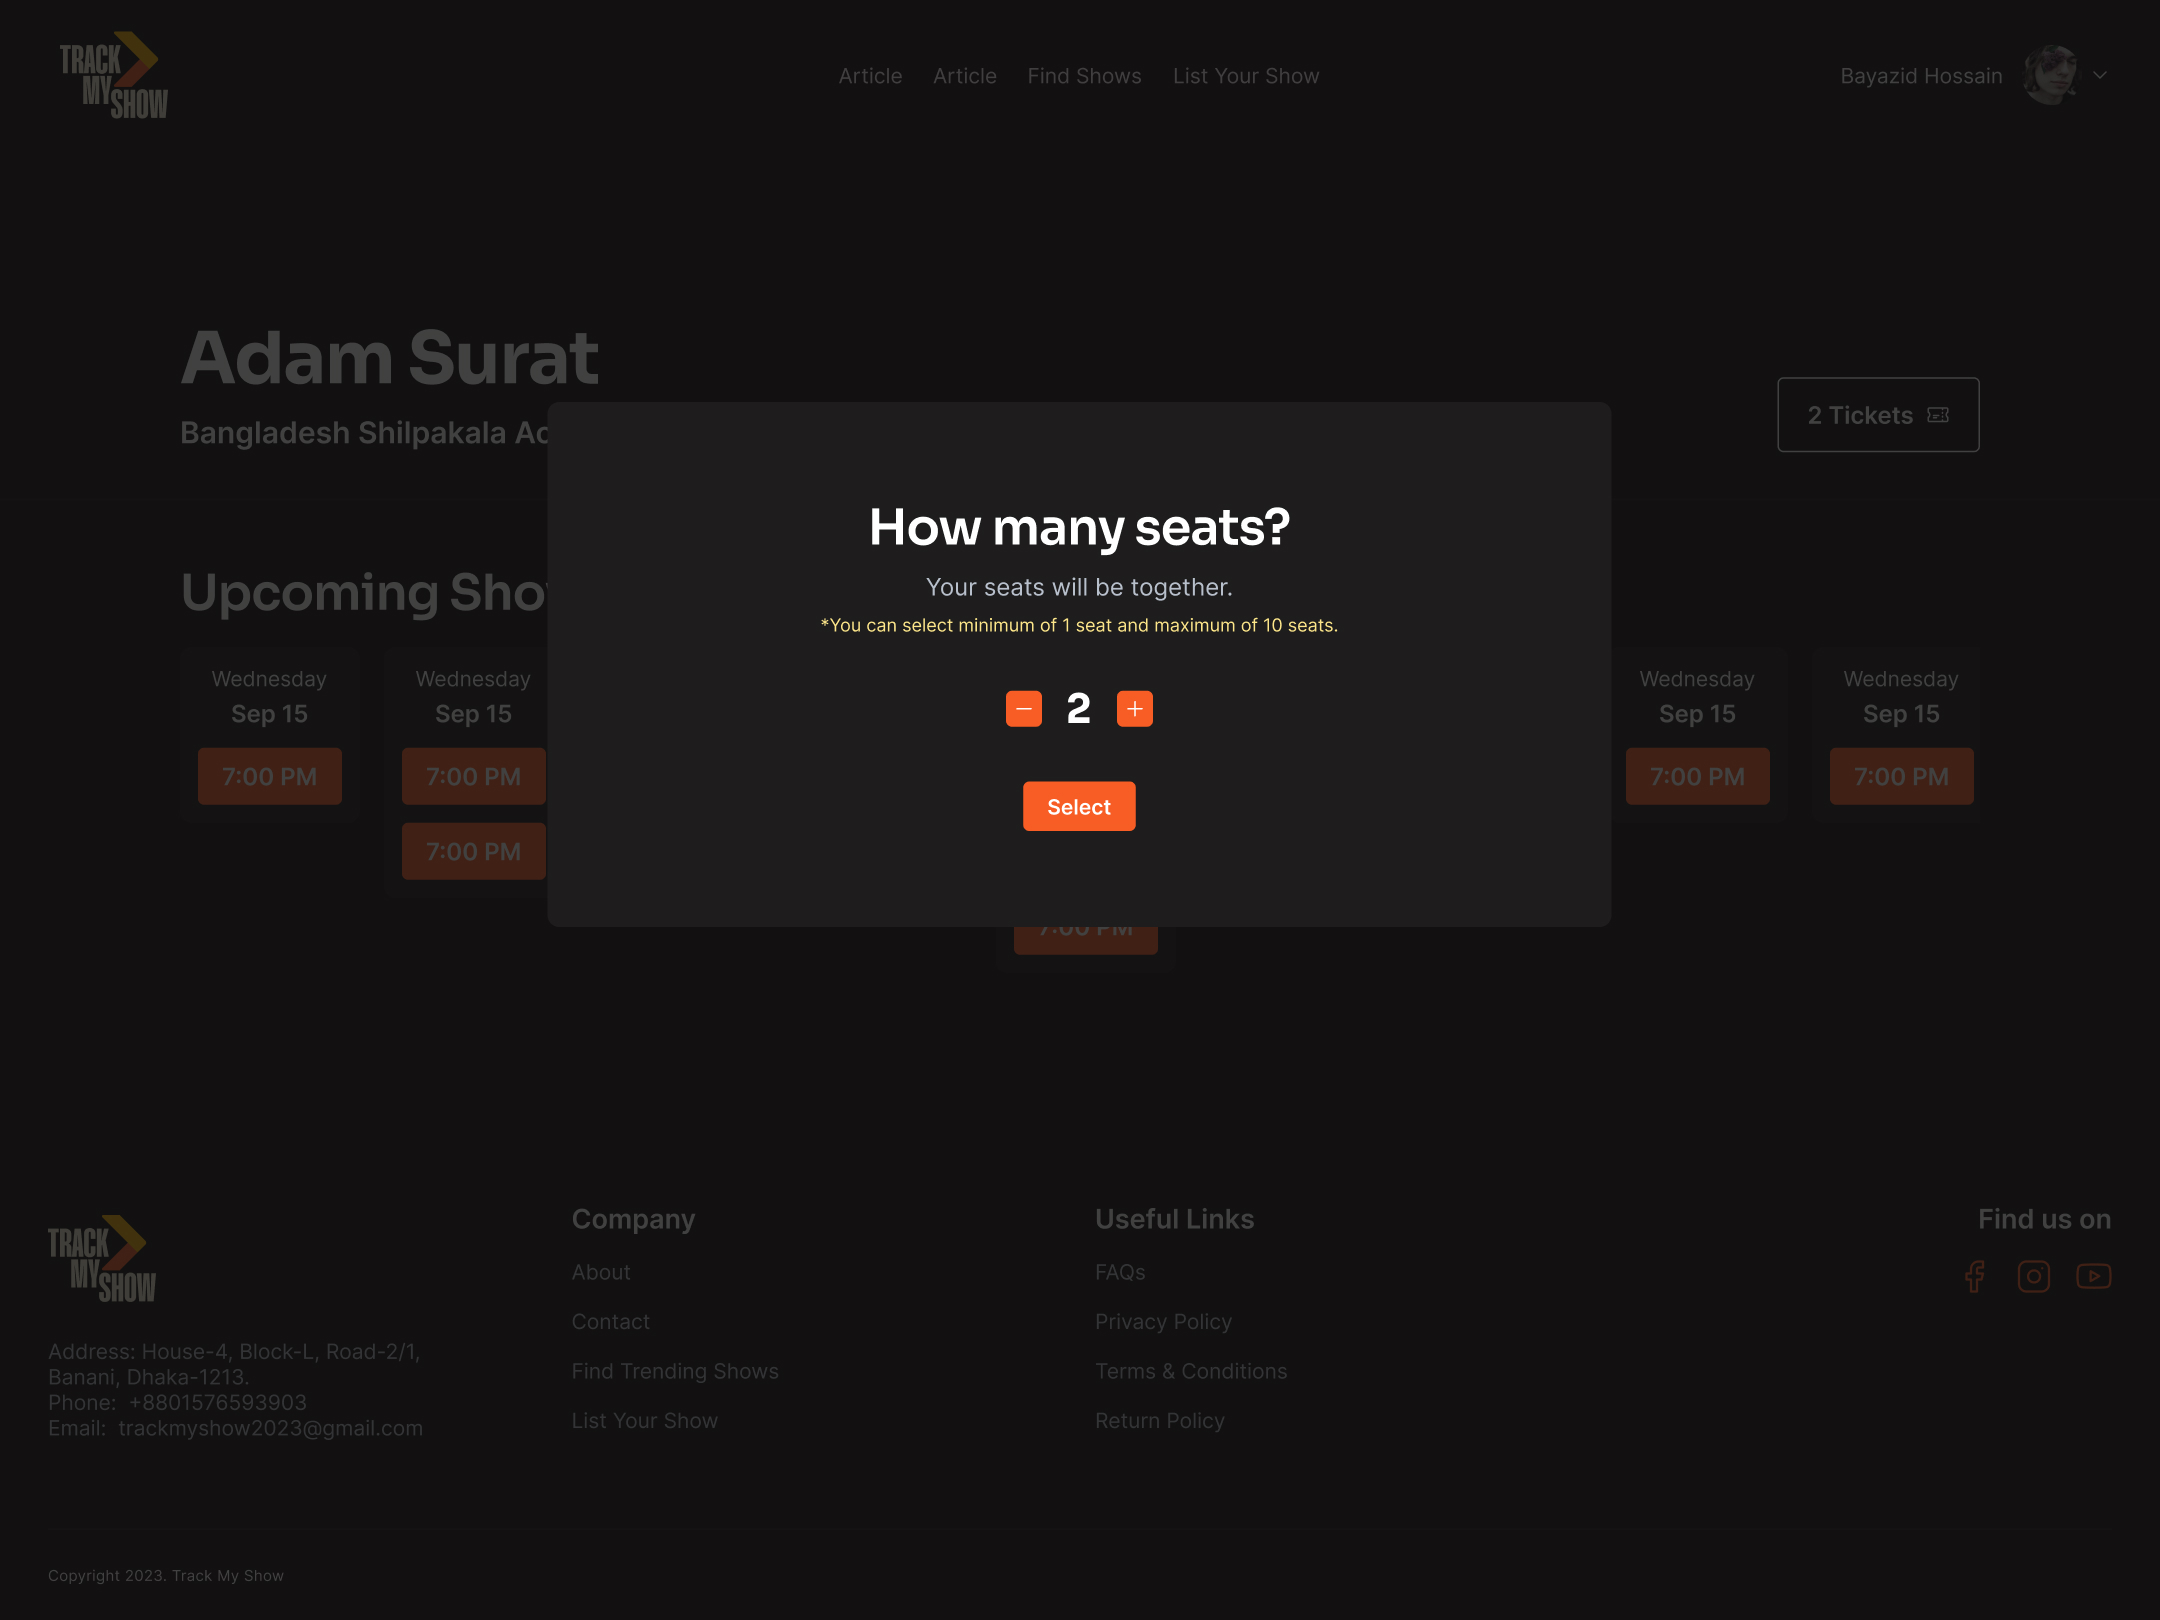 TRACK
MY
SHOW
Article
Article
Find Shows
List Your Show
Bayazid Hossain
Adam Surat
Bangladesh Shilpakala
2 Tickets
How many seats?
Your seats will be together.
*You can select minimum of 1 seat and maximum of 10 seats.
2
Select
Upcoming
Wednesday
Sep 15
7:00 PM
Wednesday
Sep 15
7:00 PM
7:00 PM
7:00 PM
Wednesday
Sep 15
7:00 PM
Wednesday
Sep 15
7:00 PM
TRACK
MY
SHOW
Address: House-4, Block-L, Road-2/1,
Banani, Dhaka-1213.
Phone: +8801576593903
Email: trackmyshow2023@gmail.com
Company
About
Contact
Find Trending Shows
List Your Show
Useful Links
FAQs
Privacy Policy
Terms & Conditions
Return Policy
Find us on
Copyright 2023. Track My Show